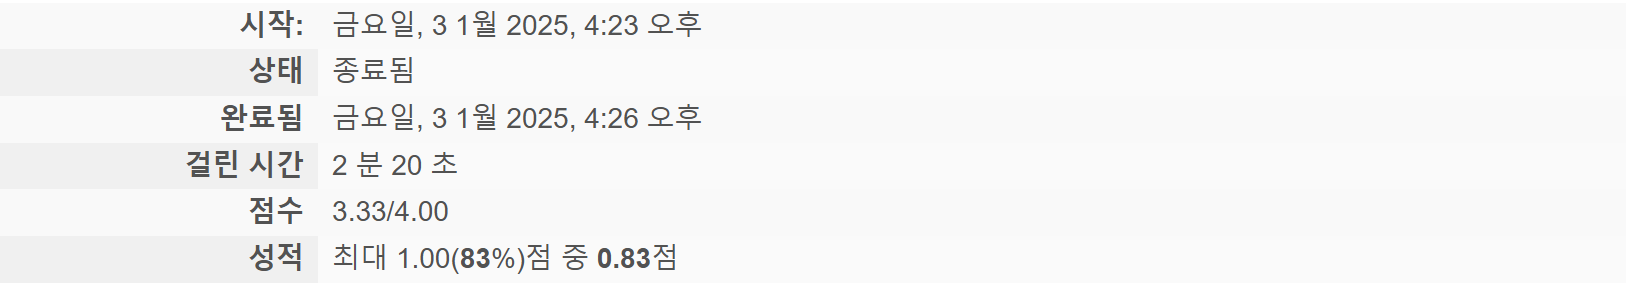 시작: 금요일, 3 1월 2025, 4:23 오후
상태 종료됨
완료됨 금요일, 3 1월 2025, 4:26 오후
걸린 시간 2 분 20 초
점수 3.33/4.00
성적 최대 1.00(83%)점 중 0.83점